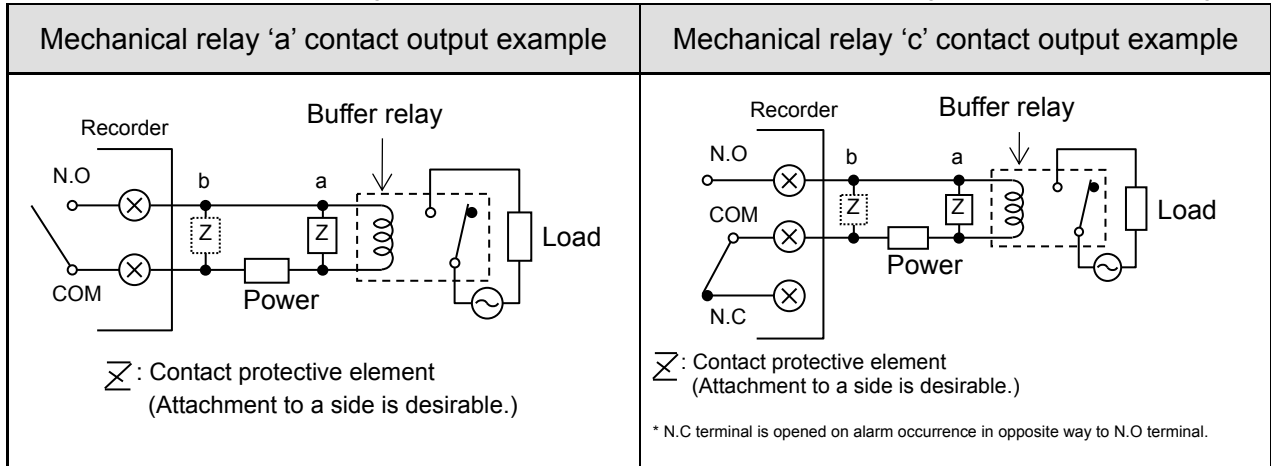 Mechanical relay ‘a’ contact output example
Buffer relay
Recorder
N.O
b
a
Z
Z
Load
COM
Power
Z : Contact protective element
(Attachment to a side is desirable.)
Mechanical relay ‘c’ contact output example
Buffer relay
Recorder
N.O
b
a
COM
Z
Z
Load
Power
N.C
Z : Contact protective element
(Attachment to a side is desirable.)
* N.C terminal is opened on alarm occurrence in opposite way to N.O terminal.